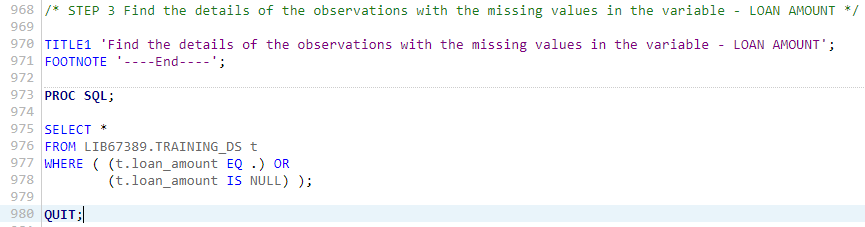 968 /* STEP 3 Find the details of the observations with the missing values in the variable - LOAN AMOUNT */
969
970 TITLE1 'Find the details of the observations with the missing values in the variable - LOAN AMOUNT';
971 FOOTNOTE '----End----';
972
973 PROC SQL;
974
975 SELECT *
976 FROM LIB67389.TRAINING_DS t
977 WHERE ( (t.loan_amount EQ .) OR
978         (t.loan_amount IS NULL) );
979
980 QUIT;